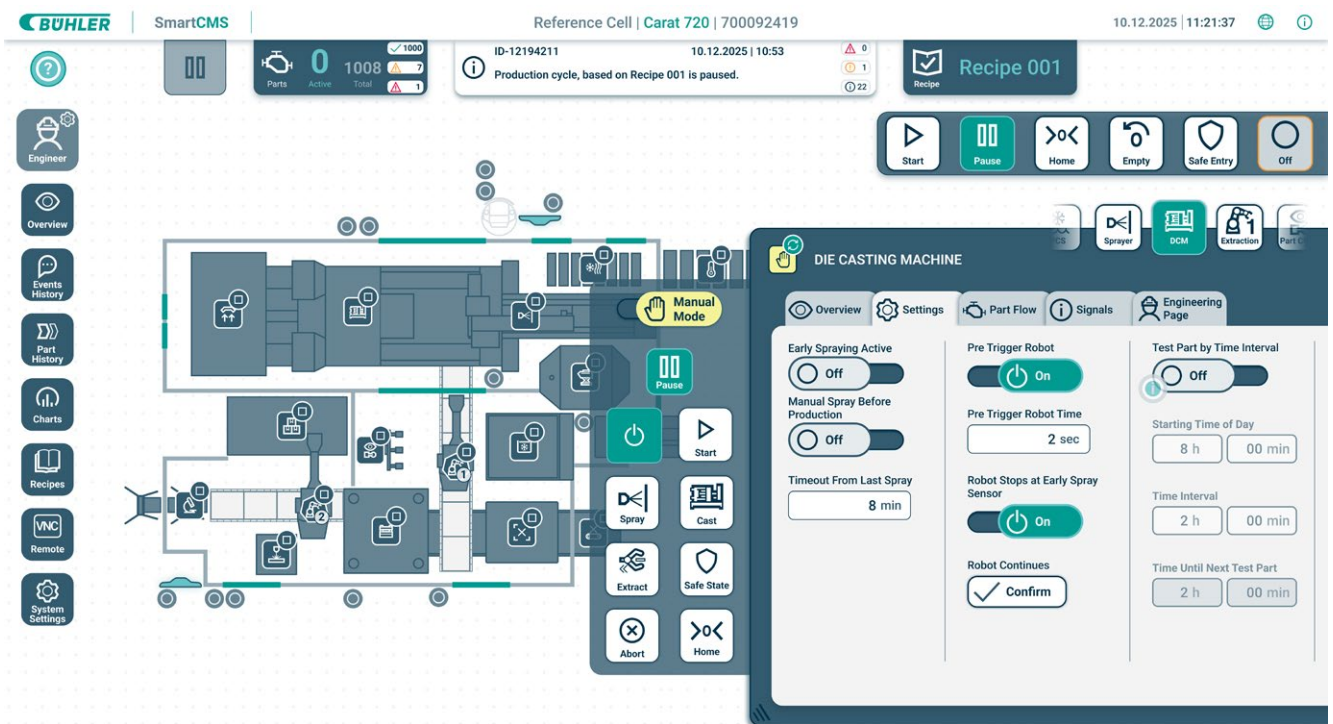 BÜHLER
SmartCMS
Reference Cell | Carat 720 | 700092419
10.12.2025 | 11:21:37
Engineer
Overview
Events
History
Part
History
Charts
Recipes
VNC
Remote
System
Settings
Parts
0
Active
1008
Total
1000
7
1
ID-12194211
10.12.2025 | 10:53
Production cycle, based on Recipe 001 is paused.
0
1
22
Recipe
Recipe 001
Start
Pause
Home
Empty
Safe Entry
Off
Sprayer
DCM
Extraction
1
2
Manual
Mode
Pause
Start
Spray
Cast
Extract
Safe State
Abort
Home
DIE CASTING MACHINE
Overview
Settings
Part Flow
Signals
Engineering
Page
Early Spraying Active
Off
Manual Spray Before
Production
Off
Timeout From Last Spray
8 min
Pre Trigger Robot
On
Pre Trigger Robot Time
2 sec
Robot Stops at Early Spray
Sensor
On
Robot Continues
Confirm
Test Part by Time Interval
Off
Starting Time of Day
8 h
00 min
Time Interval
2 h
00 min
Time Until Next Test Part
2 h
00 min